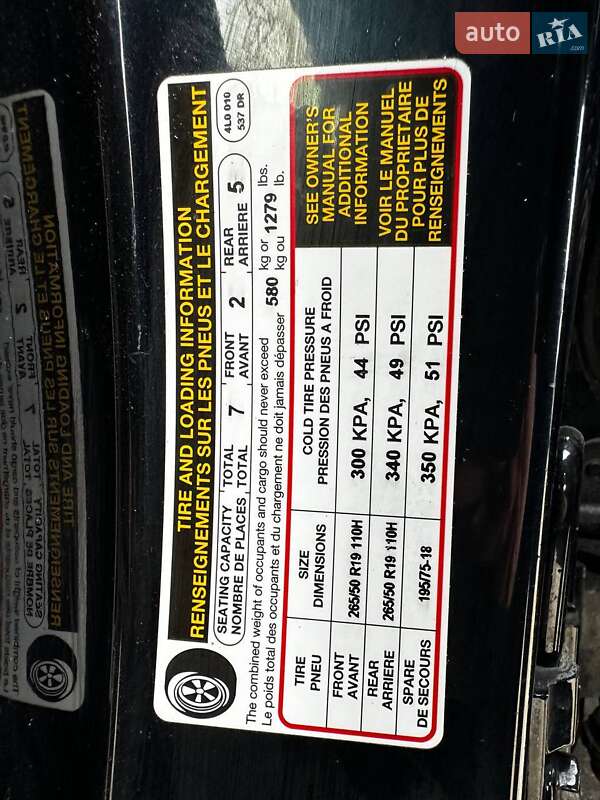 auto RIA.com
TIRE AND LOADING INFORMATION
RENSEIGNEMENTS SUR LES PNEUS ET LE CHARGEMENT
SEATING CAPACITY TOTAL 7 FRONT 2 REAR 5 4L0 010
NOMBRE DE PLACES TOTAL AVANT ARRIERE 537 DR
The combined weight of occupants and cargo should never exceed 580 kg or 1279 lbs.
Le poids total des occupants et du chargement ne doit jamais dépasser kg ou lb.
TIRE SIZE COLD TIRE PRESSURE
PNEU DIMENSIONS PRESSION DES PNEUS A FROID
FRONT
AVANT 265/50 R19 110H 300 KPA, 44 PSI
REAR
ARRIERE 265/50 R19 110H 340 KPA, 49 PSI
SPARE
DE SECOURS 195/75-18 350 KPA, 51 PSI
SEE OWNER'S
MANUAL FOR
ADDITIONAL
INFORMATION
VOIR LE MANUEL
DU PROPRIETAIRE
POUR PLUS DE
RENSEIGNEMENTS